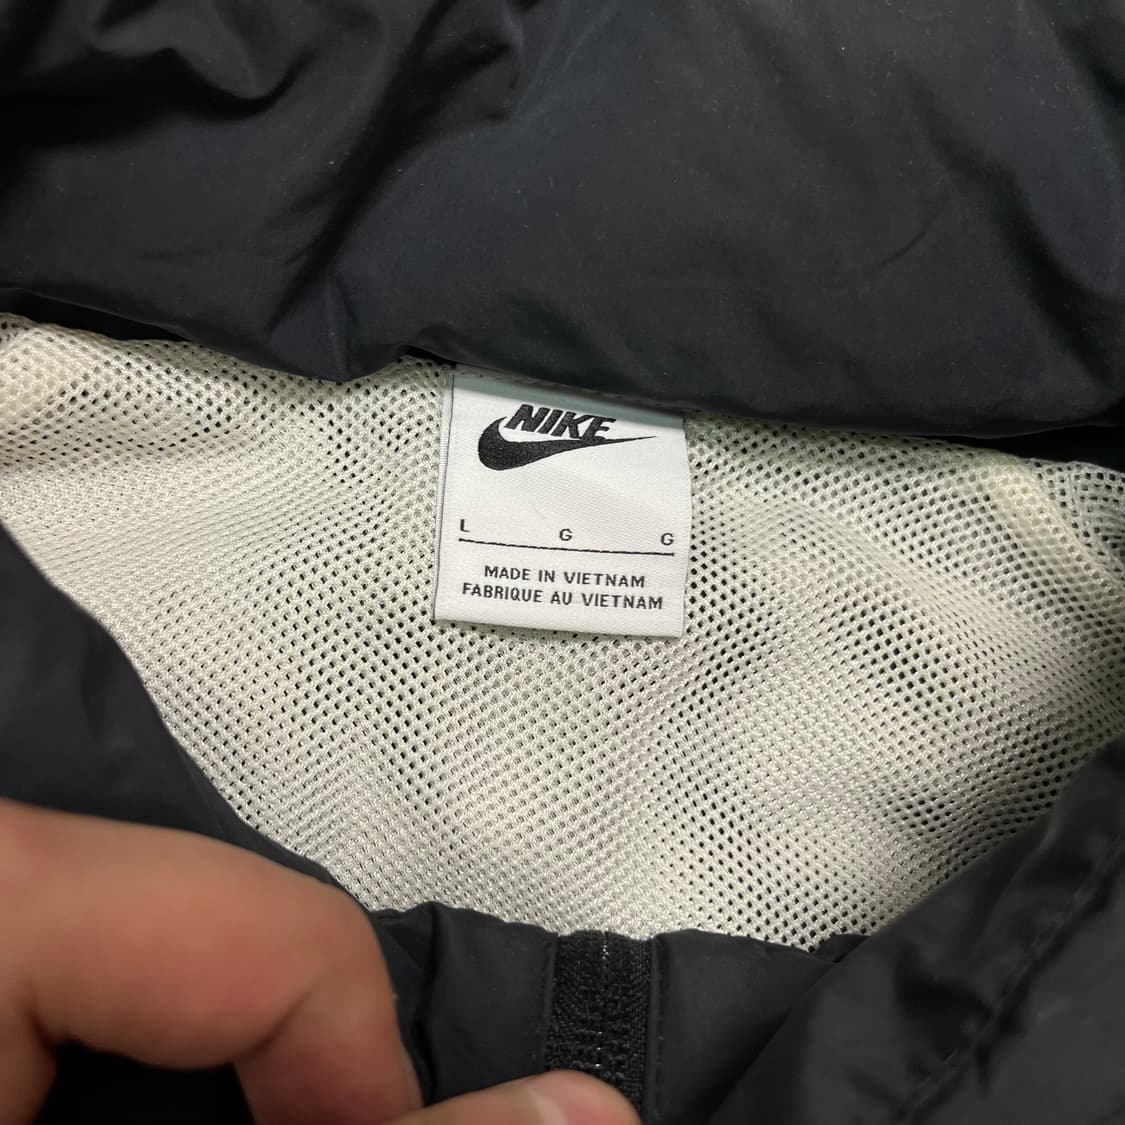 NIKE
L G G
MADE IN VIETNAM
FABRIQUE AU VIETNAM